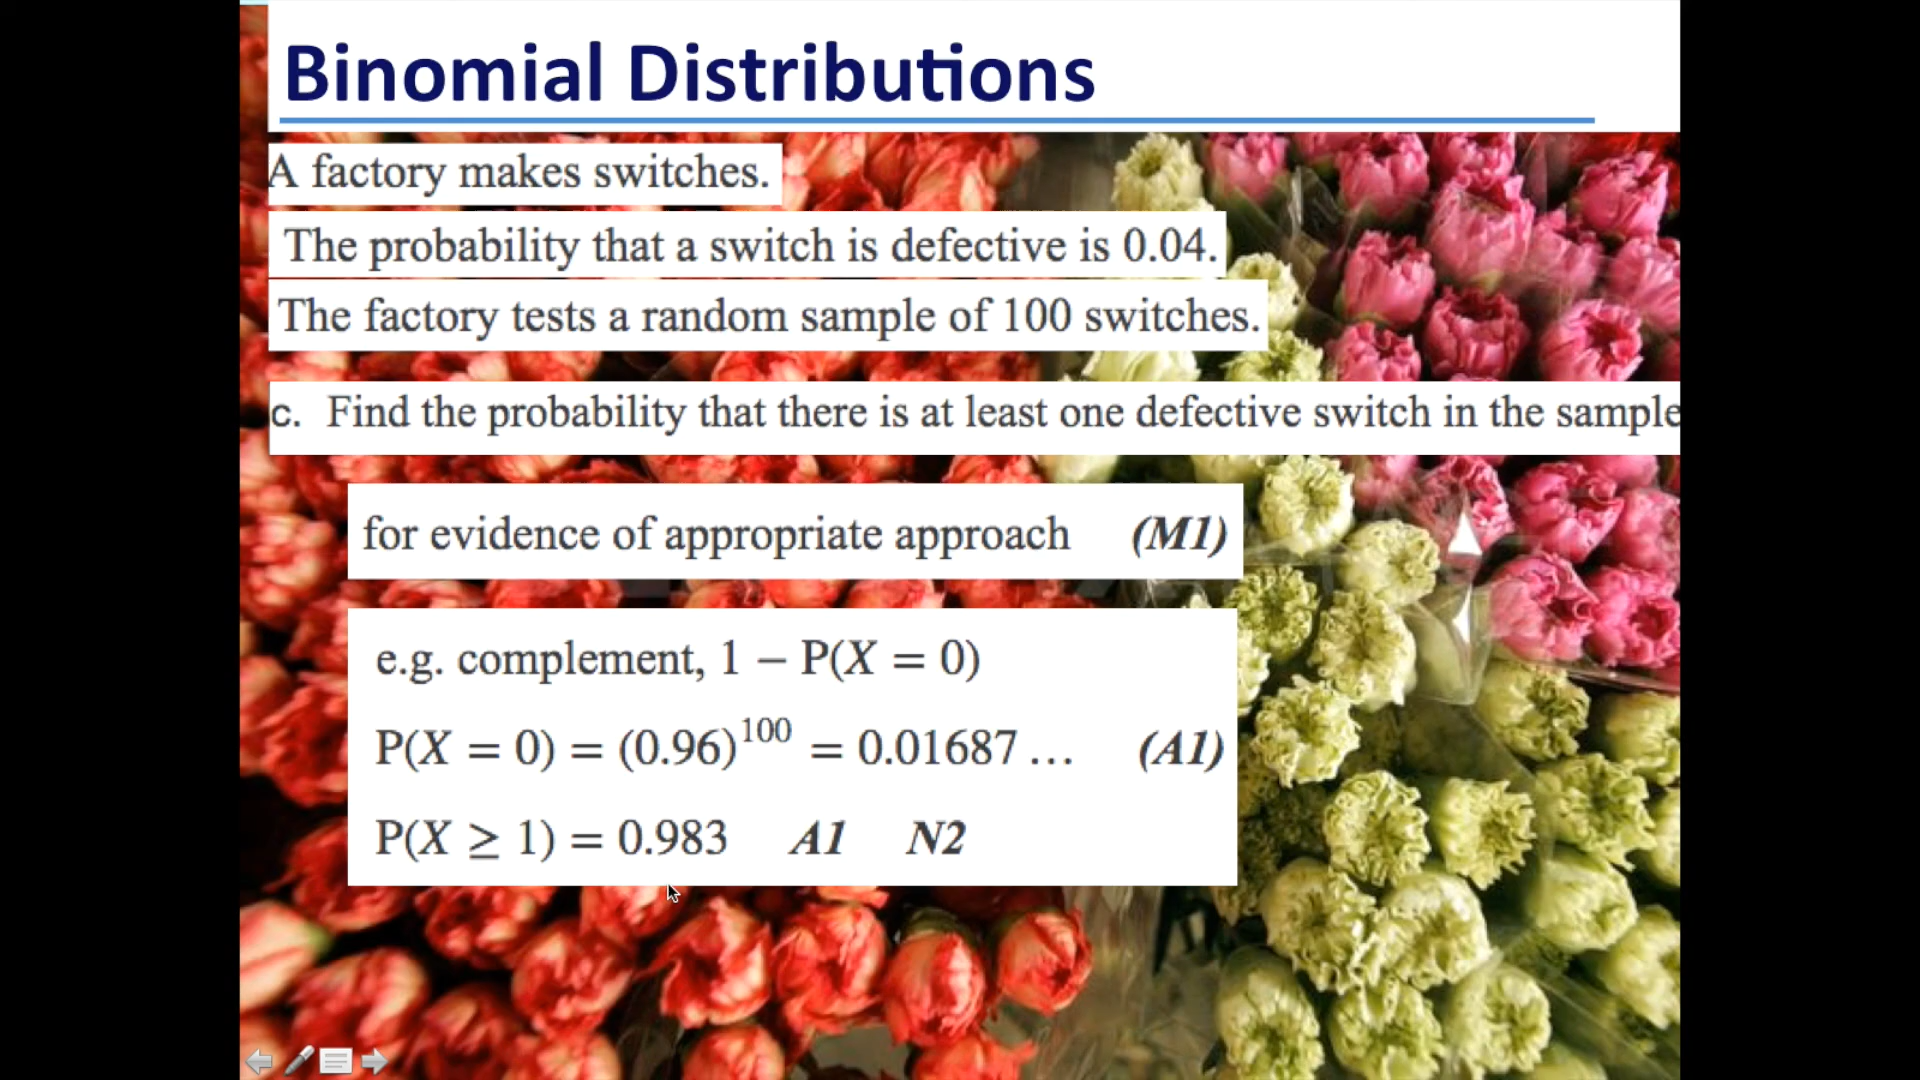 Binomial Distributions
A factory makes switches.
The probability that a switch is defective is 0.04.
The factory tests a random sample of 100 switches.
c. Find the probability that there is at least one defective switch in the sample
for evidence of appropriate approach (M1)
e.g. complement, 1 − P(X = 0)
P(X = 0) = (0.96)^100 = 0.01687 … (A1)
P(X ≥ 1) = 0.983 A1 N2